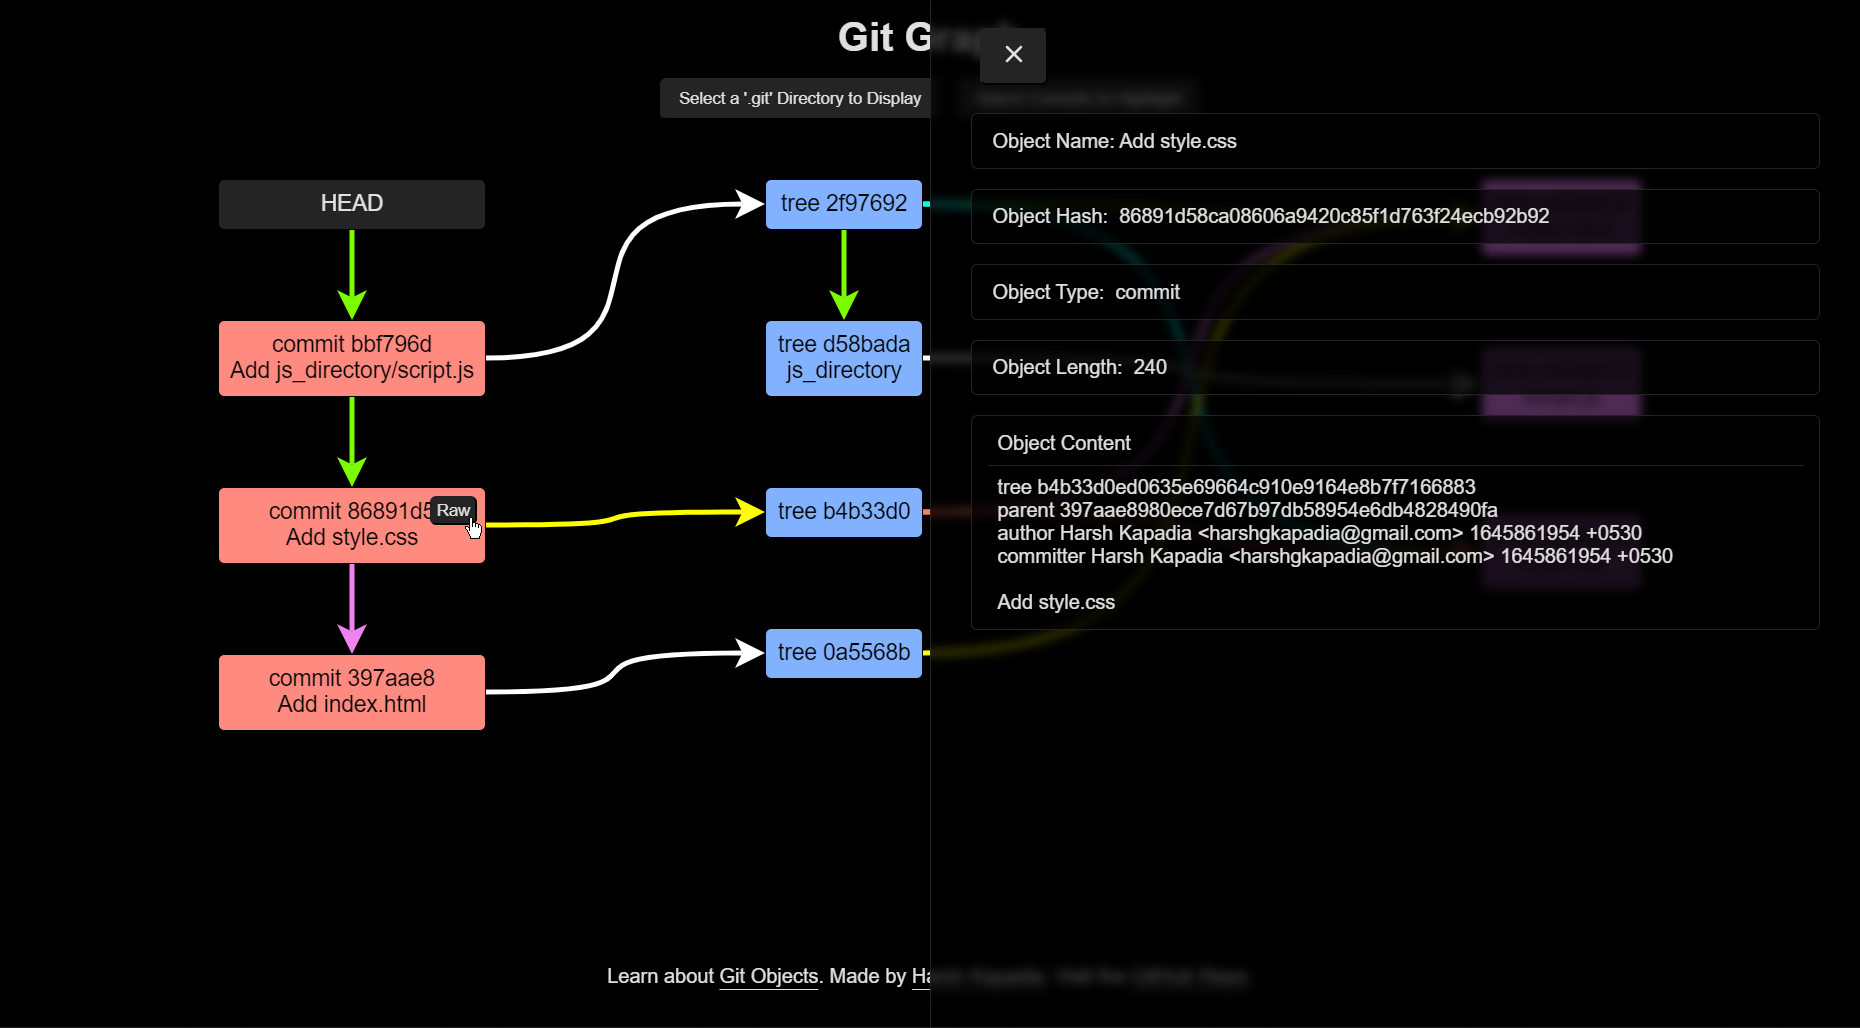 Git
Select a '.git' Directory to Display
HEAD
commit bbf796d
Add js_directory/script.js
commit 86891d5
Raw
Add style.css
commit 397aae8
Add index.html
tree 2f97692
tree d58bada
js_directory
tree b4b33d0
tree 0a5568b
Object Name: Add style.css
Object Hash: 86891d58ca08606a9420c85f1d763f24ecb92b92
Object Type: commit
Object Length: 240
Object Content
tree b4b33d0ed0635e69664c910e9164e8b7f7166883
parent 397aae8980ece7d67b97db58954e6db4828490fa
author Harsh Kapadia <harshgkapadia@gmail.com> 1645861954 +0530
committer Harsh Kapadia <harshgkapadia@gmail.com> 1645861954 +0530
Add style.css
Learn about Git Objects. Made by